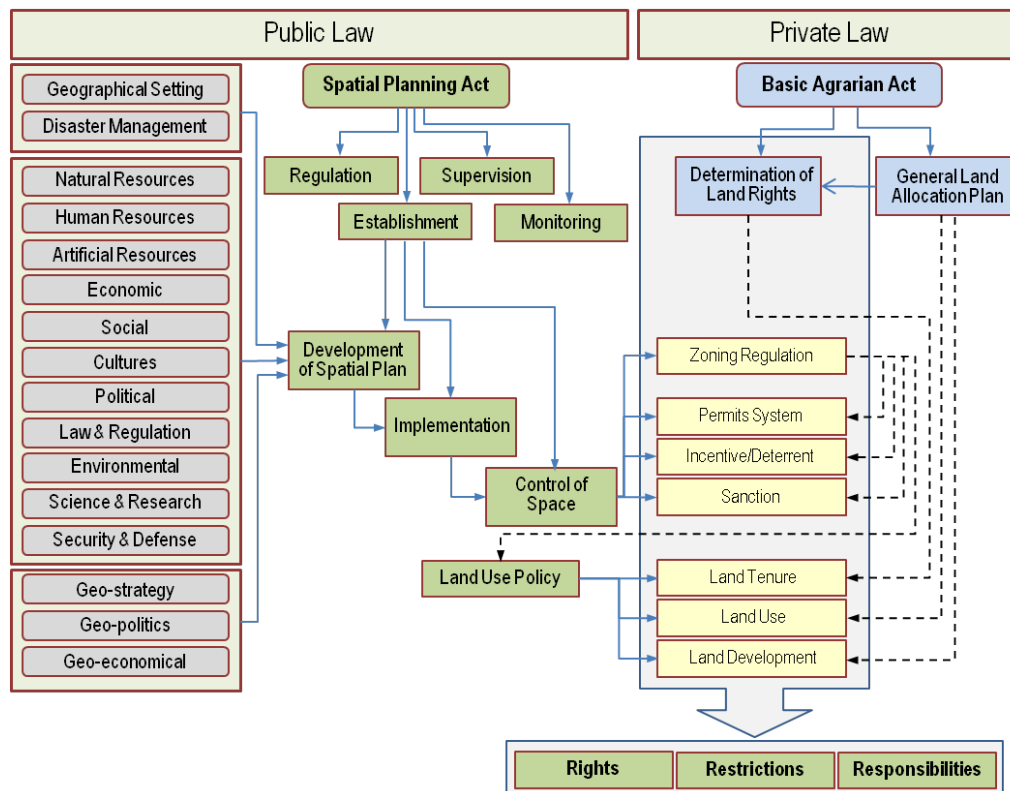 Public Law
Private Law
Geographical Setting
Disaster Management
Natural Resources
Human Resources
Artificial Resources
Economic
Social
Cultures
Political
Law & Regulation
Environmental
Science & Research
Security & Defense
Geo-strategy
Geo-politics
Geo-economical
Spatial Planning Act
Regulation
Supervision
Establishment
Monitoring
Development
of Spatial Plan
Implementation
Control of
Space
Land Use Policy
Basic Agrarian Act
Determination of
Land Rights
General Land
Allocation Plan
Zoning Regulation
Permits System
Incentive/Deterrent
Sanction
Land Tenure
Land Use
Land Development
Rights
Restrictions
Responsibilities